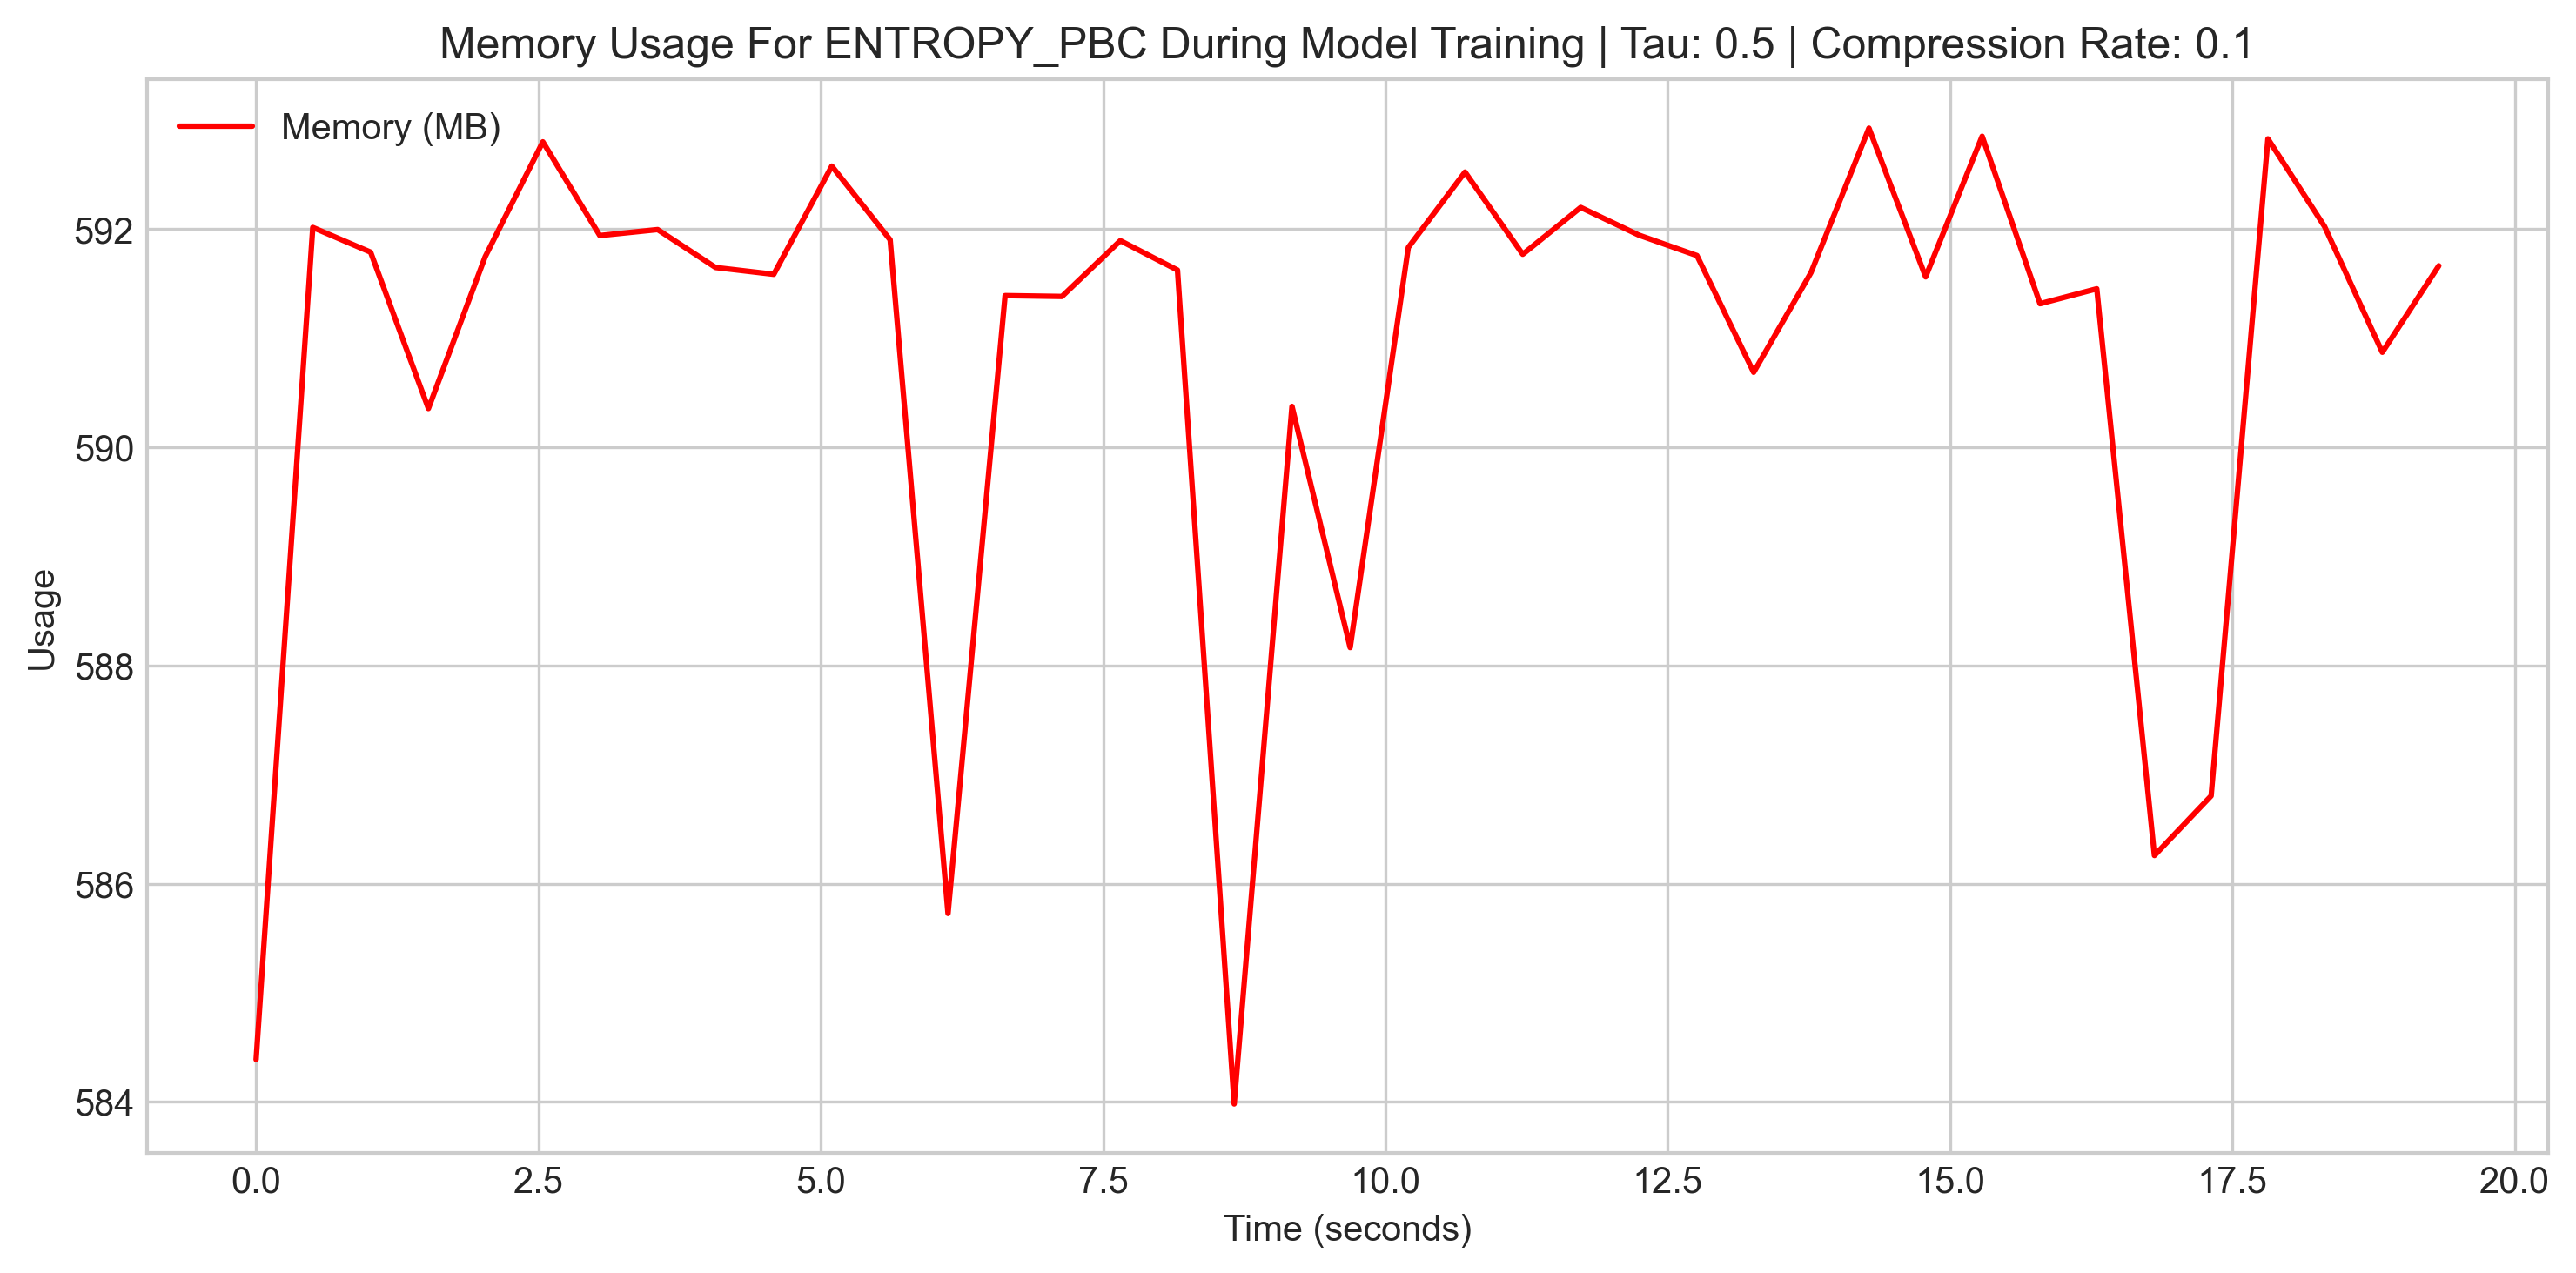 Memory Usage For ENTROPY_PBC During Model Training | Tau: 0.5 | Compression Rate: 0.1
Memory (MB)
592
590
588
586
584
Usage
0.0 2.5 5.0 7.5 10.0 12.5 15.0 17.5 20.0
Time (seconds)